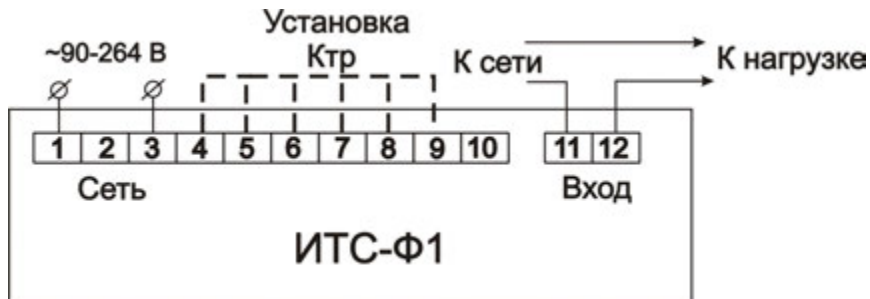 Установка
~90-264 В Ктр К сети К нагрузке
1 2 3 4 5 6 7 8 9 10 11 12
Сеть Вход
ИТС-Ф1